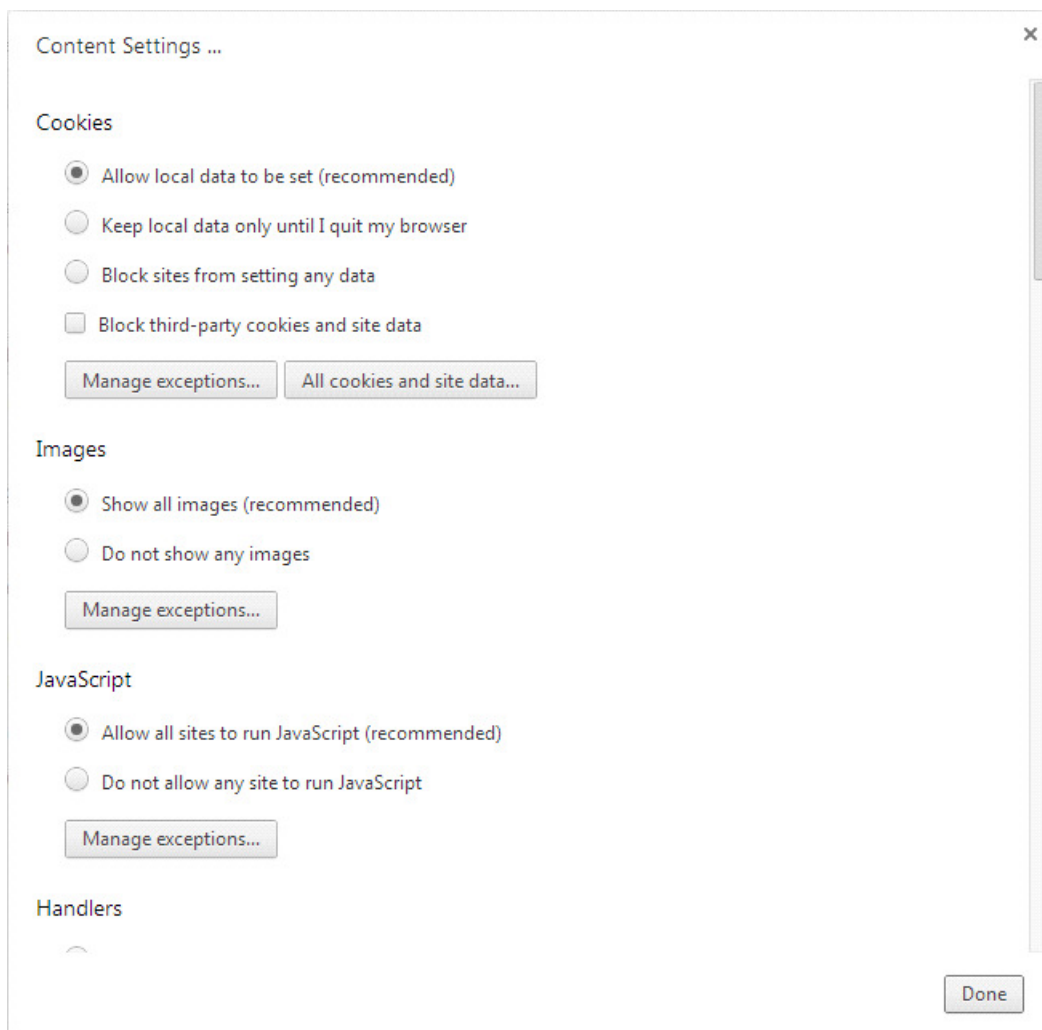 Content Settings ...
×
Cookies
Allow local data to be set (recommended)
Keep local data only until I quit my browser
Block sites from setting any data
Block third-party cookies and site data
Manage exceptions... All cookies and site data...
Images
Show all images (recommended)
Do not show any images
Manage exceptions...
JavaScript
Allow all sites to run JavaScript (recommended)
Do not allow any site to run JavaScript
Manage exceptions...
Handlers
Done